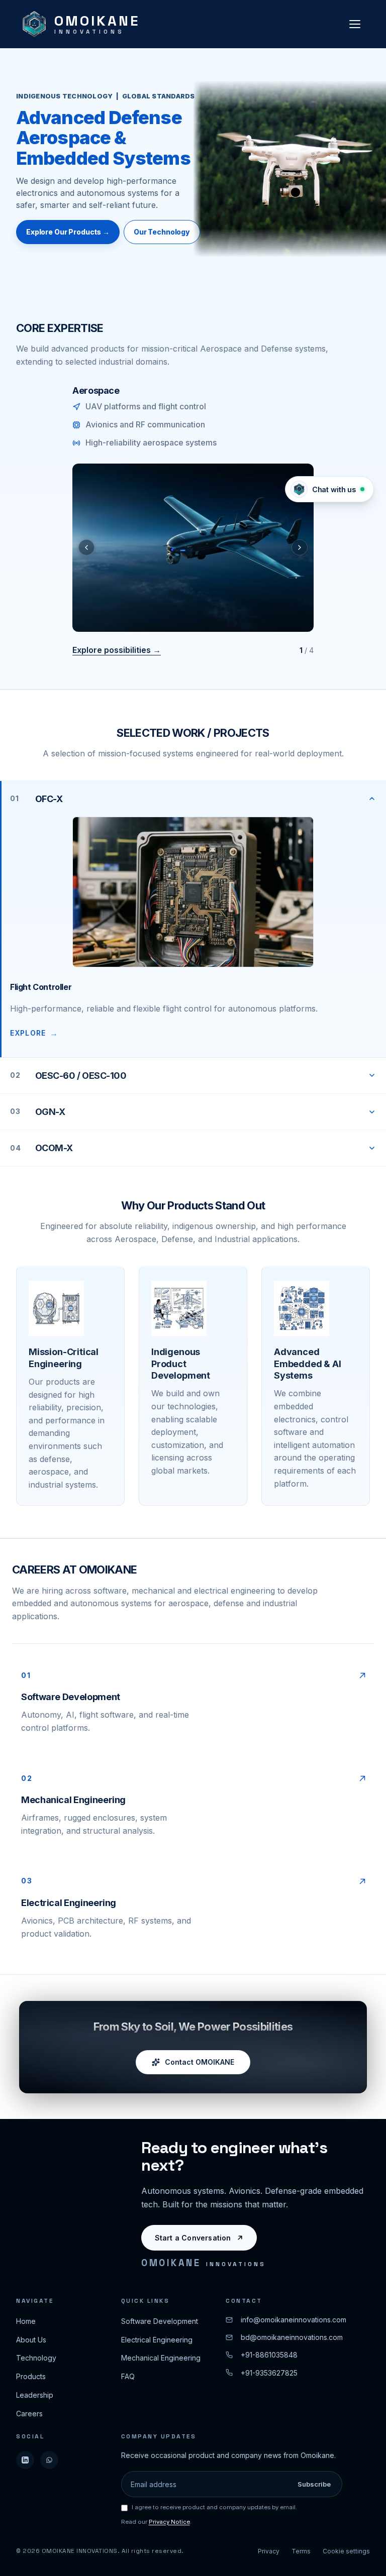 OMOIKANE
INNOVATIONS
INDIGENOUS TECHNOLOGY | GLOBAL STANDARDS
Advanced Defense
Aerospace &
Embedded Systems
We design and develop high-performance
electronics and autonomous systems for a
safer, smarter and self-reliant future.
Explore Our Products →
Our Technology
CORE EXPERTISE
We build advanced products for mission-critical Aerospace and Defense systems,
extending to selected industrial domains.
Aerospace
UAV platforms and flight control
Avionics and RF communication
High-reliability aerospace systems
Chat with us
Explore possibilities →
1 / 4
SELECTED WORK / PROJECTS
A selection of mission-focused systems engineered for real-world deployment.
01 OFC-X
Flight Controller
High-performance, reliable and flexible flight control for autonomous platforms.
EXPLORE →
02 OESC-60 / OESC-100
03 OGN-X
04 OCOM-X
Why Our Products Stand Out
Engineered for absolute reliability, indigenous ownership, and high performance
across Aerospace, Defense, and Industrial applications.
Mission-Critical
Engineering
Our products are
designed for high
reliability, precision,
and performance in
demanding
environments such
as defense,
aerospace, and
industrial systems.
Indigenous
Product
Development
We build and own
our technologies,
enabling scalable
deployment,
customization, and
licensing across
global markets.
Advanced
Embedded & AI
Systems
We combine
embedded
electronics, control
software and
intelligent automation
around the operating
requirements of each
platform.
CAREERS AT OMOIKANE
We are hiring across software, mechanical and electrical engineering to develop
embedded and autonomous systems for aerospace, defense and industrial
applications.
01
Software Development
Autonomy, AI, flight software, and real-time
control platforms.
02
Mechanical Engineering
Airframes, rugged enclosures, system
integration, and structural analysis.
03
Electrical Engineering
Avionics, PCB architecture, RF systems, and
product validation.
From Sky to Soil, We Power Possibilities
Contact OMOIKANE
Ready to engineer what's
next?
Autonomous systems. Avionics. Defense-grade embedded
tech. Built for the missions that matter.
Start a Conversation
OMOIKANE INNOVATIONS
NAVIGATE
Home
About Us
Technology
Products
Leadership
Careers
QUICK LINKS
Software Development
Electrical Engineering
Mechanical Engineering
FAQ
CONTACT
info@omoikaneinnovations.com
bd@omoikaneinnovations.com
+91-8861035848
+91-9353627825
SOCIAL
COMPANY UPDATES
Receive occasional product and company news from Omoikane.
Email address
Subscribe
I agree to receive product and company updates by email.
Read our Privacy Notice.
© 2026 OMOIKANE INNOVATIONS. All rights reserved.
Privacy
Terms
Cookie settings